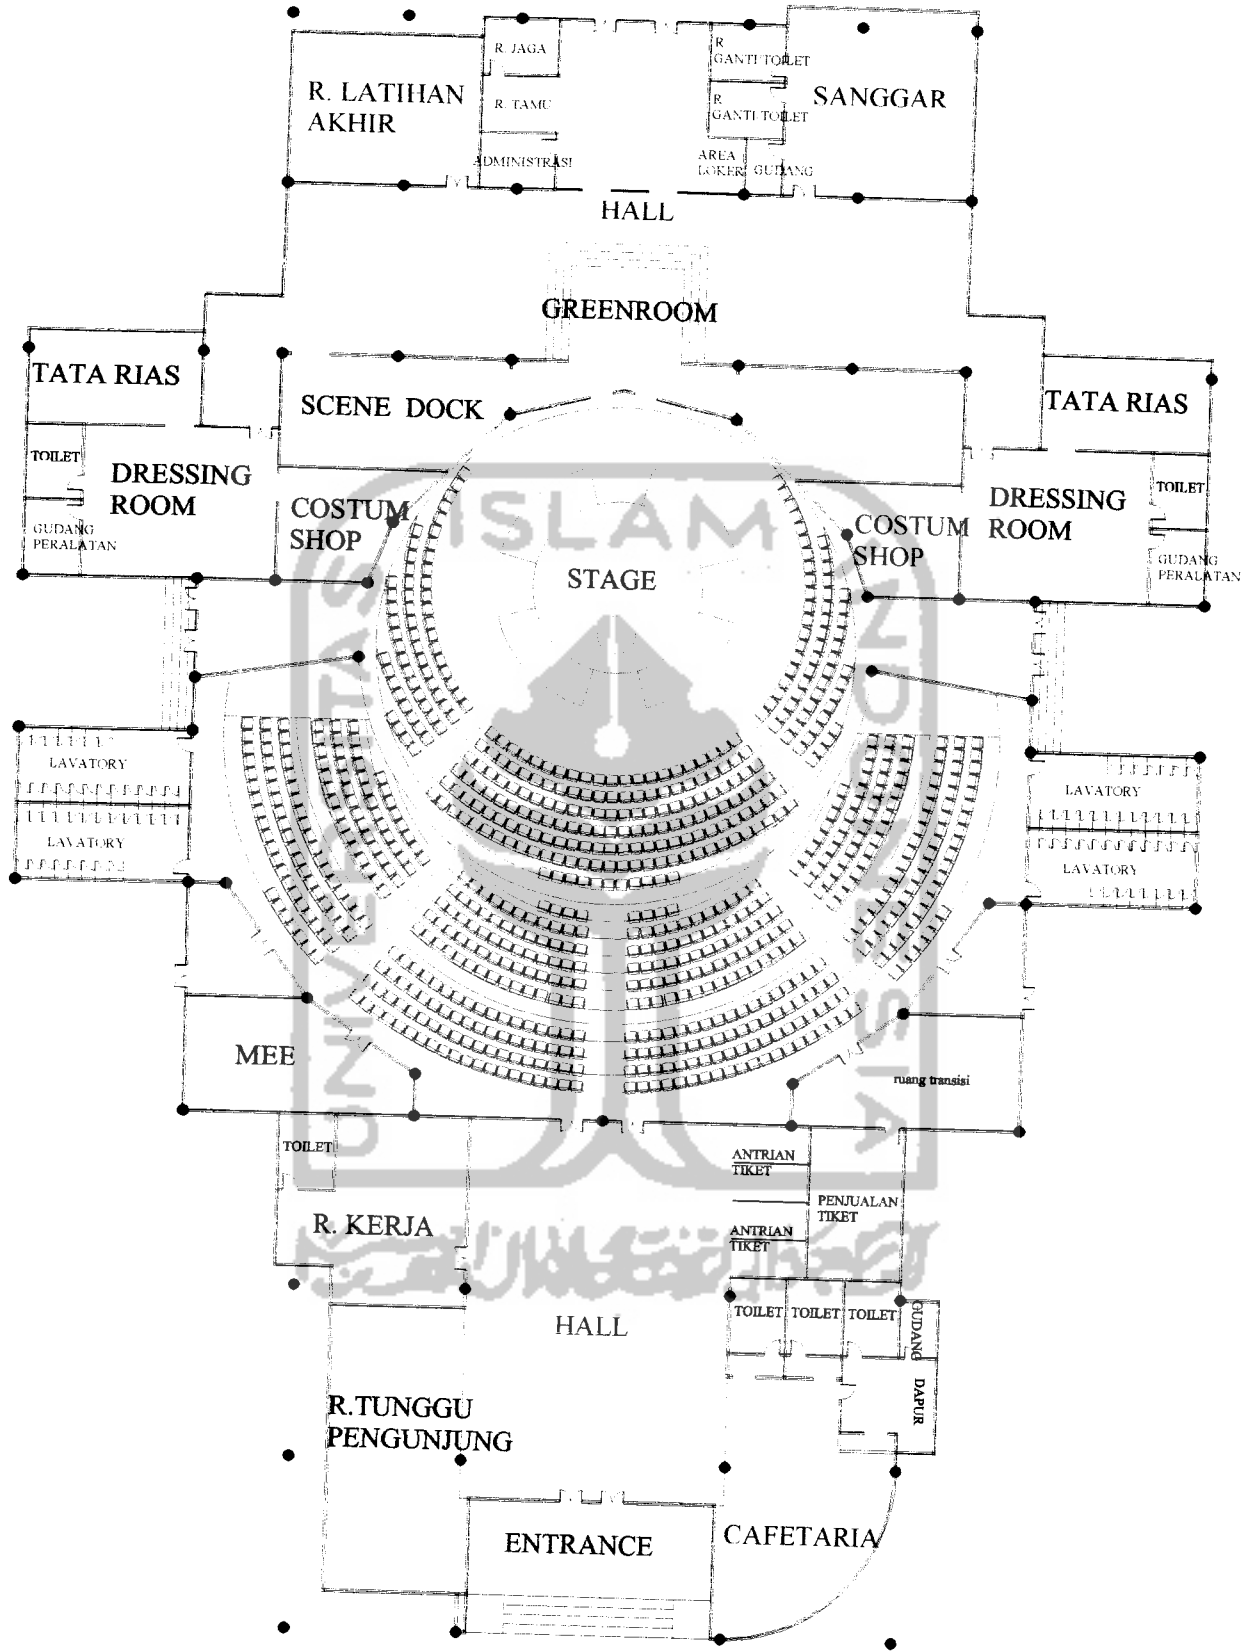 R. JAGA
R. LATIHAN
AKHIR
R. TAMU
ADMINISTRASI
R
GANTI TOILET
R
GANTI TOILET
SANGGAR
AREA
LOKER
GUDANG
HALL
GREENROOM
TATA RIAS
SCENE DOCK
TATA RIAS
TOILET
DRESSING
ROOM
GUDANG
PERALATAN
COSTUM
SHOP
STAGE
COSTUM
SHOP
DRESSING
ROOM
TOILET
GUDANG
PERALATAN
LAVATORY
LAVATORY
LAVATORY
LAVATORY
UNIVERSITAS
ISLAM
INDONESIA
MEE
ruang transisi
TOILET
R. KERJA
ANTRIAN
TIKET
ANTRIAN
TIKET
PENJUALAN
TIKET
HALL
TOILET
TOILET
TOILET
GUDANG
DAPUR
R.TUNGGU
PENGUNJUNG
ENTRANCE
CAFETARIA